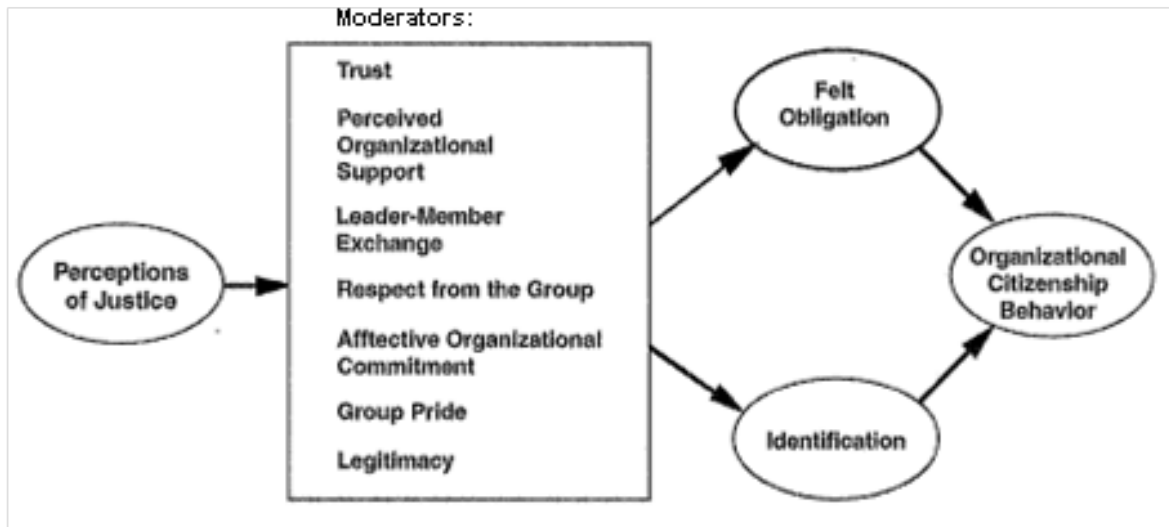 Moderators:
Trust
Perceived
Organizational
Support
Leader-Member
Exchange
Respect from the Group
Afftective Organizational
Commitment
Group Pride
Legitimacy
Perceptions
of Justice
Felt
Obligation
Identification
Organizational
Citizenship
Behavior